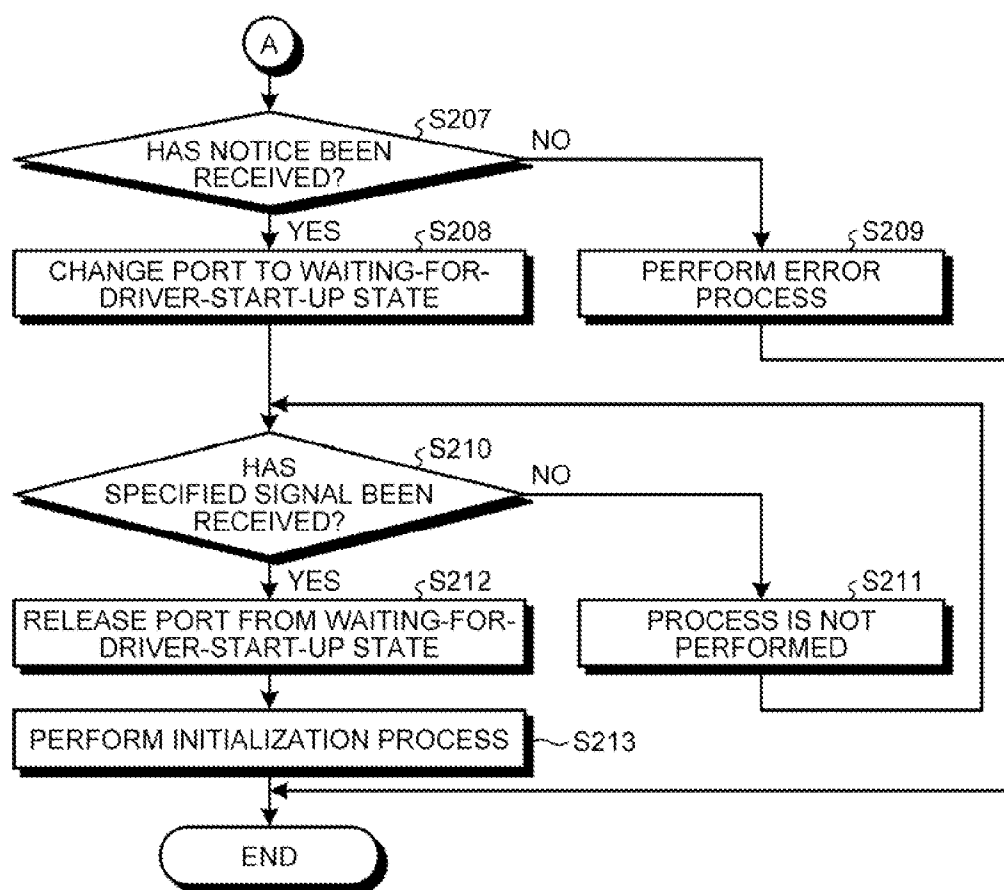 A
S207
HAS NOTICE BEEN
RECEIVED?
NO
YES
S208
CHANGE PORT TO WAITING-FOR-
DRIVER-START-UP STATE
S209
PERFORM ERROR
PROCESS
S210
HAS
SPECIFIED SIGNAL BEEN
RECEIVED?
NO
YES
S212
RELEASE PORT FROM WAITING-FOR-
DRIVER-START-UP STATE
S211
PROCESS IS NOT
PERFORMED
PERFORM INITIALIZATION PROCESS
S213
END